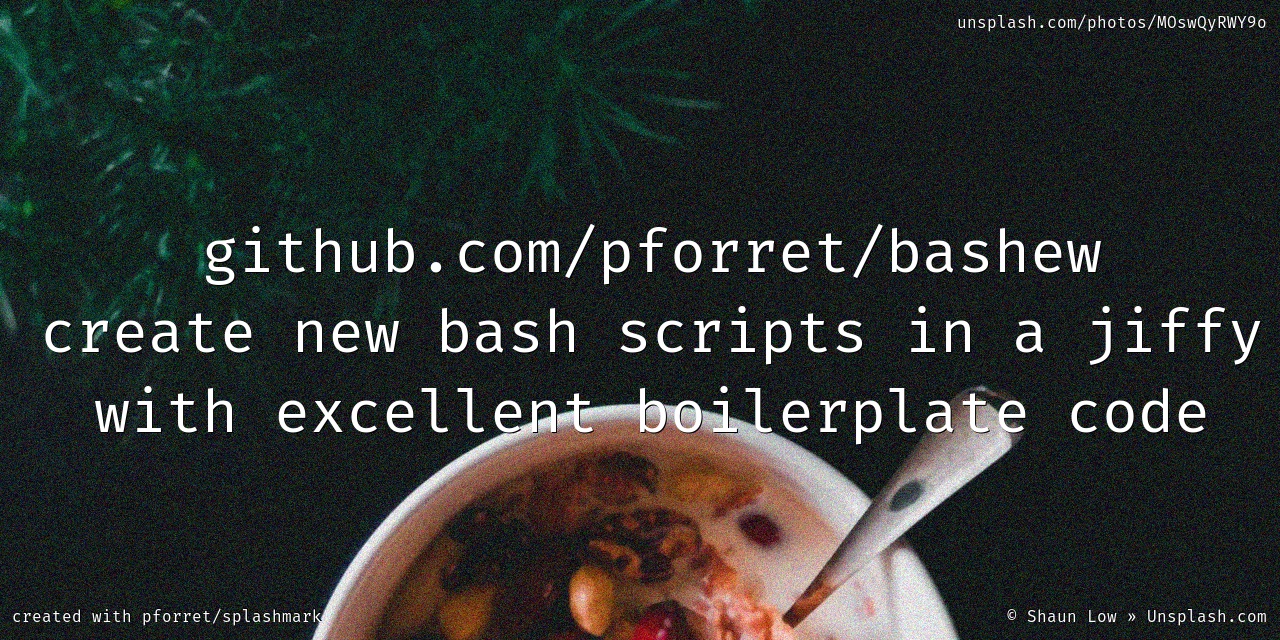 unsplash.com/photos/MOswQyRWY9o
github.com/pforret/bashew
create new bash scripts in a jiffy
with excellent boilerplate code
created with pforret/splashmark
© Shaun Low » Unsplash.com